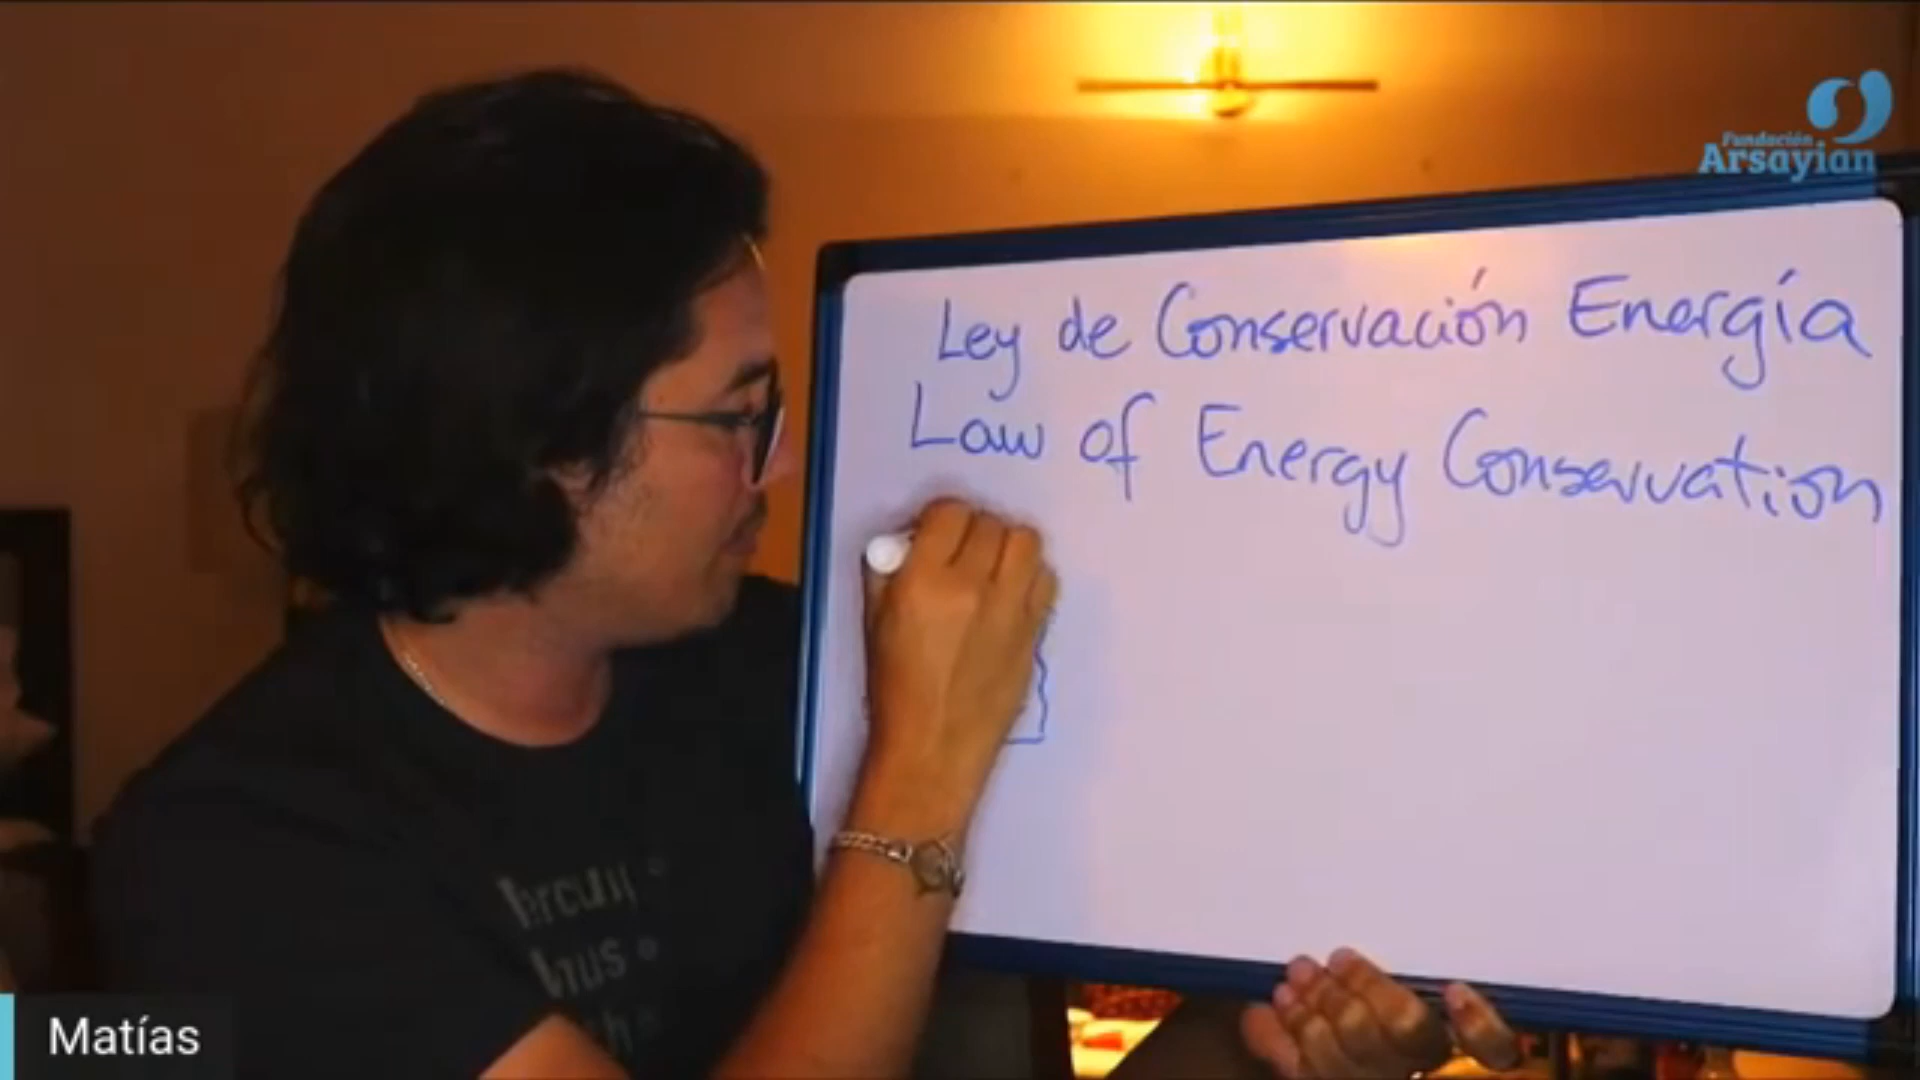 Fundación
Arsayian
Ley de Conservación Energía
Law of Energy Conservation
Matías